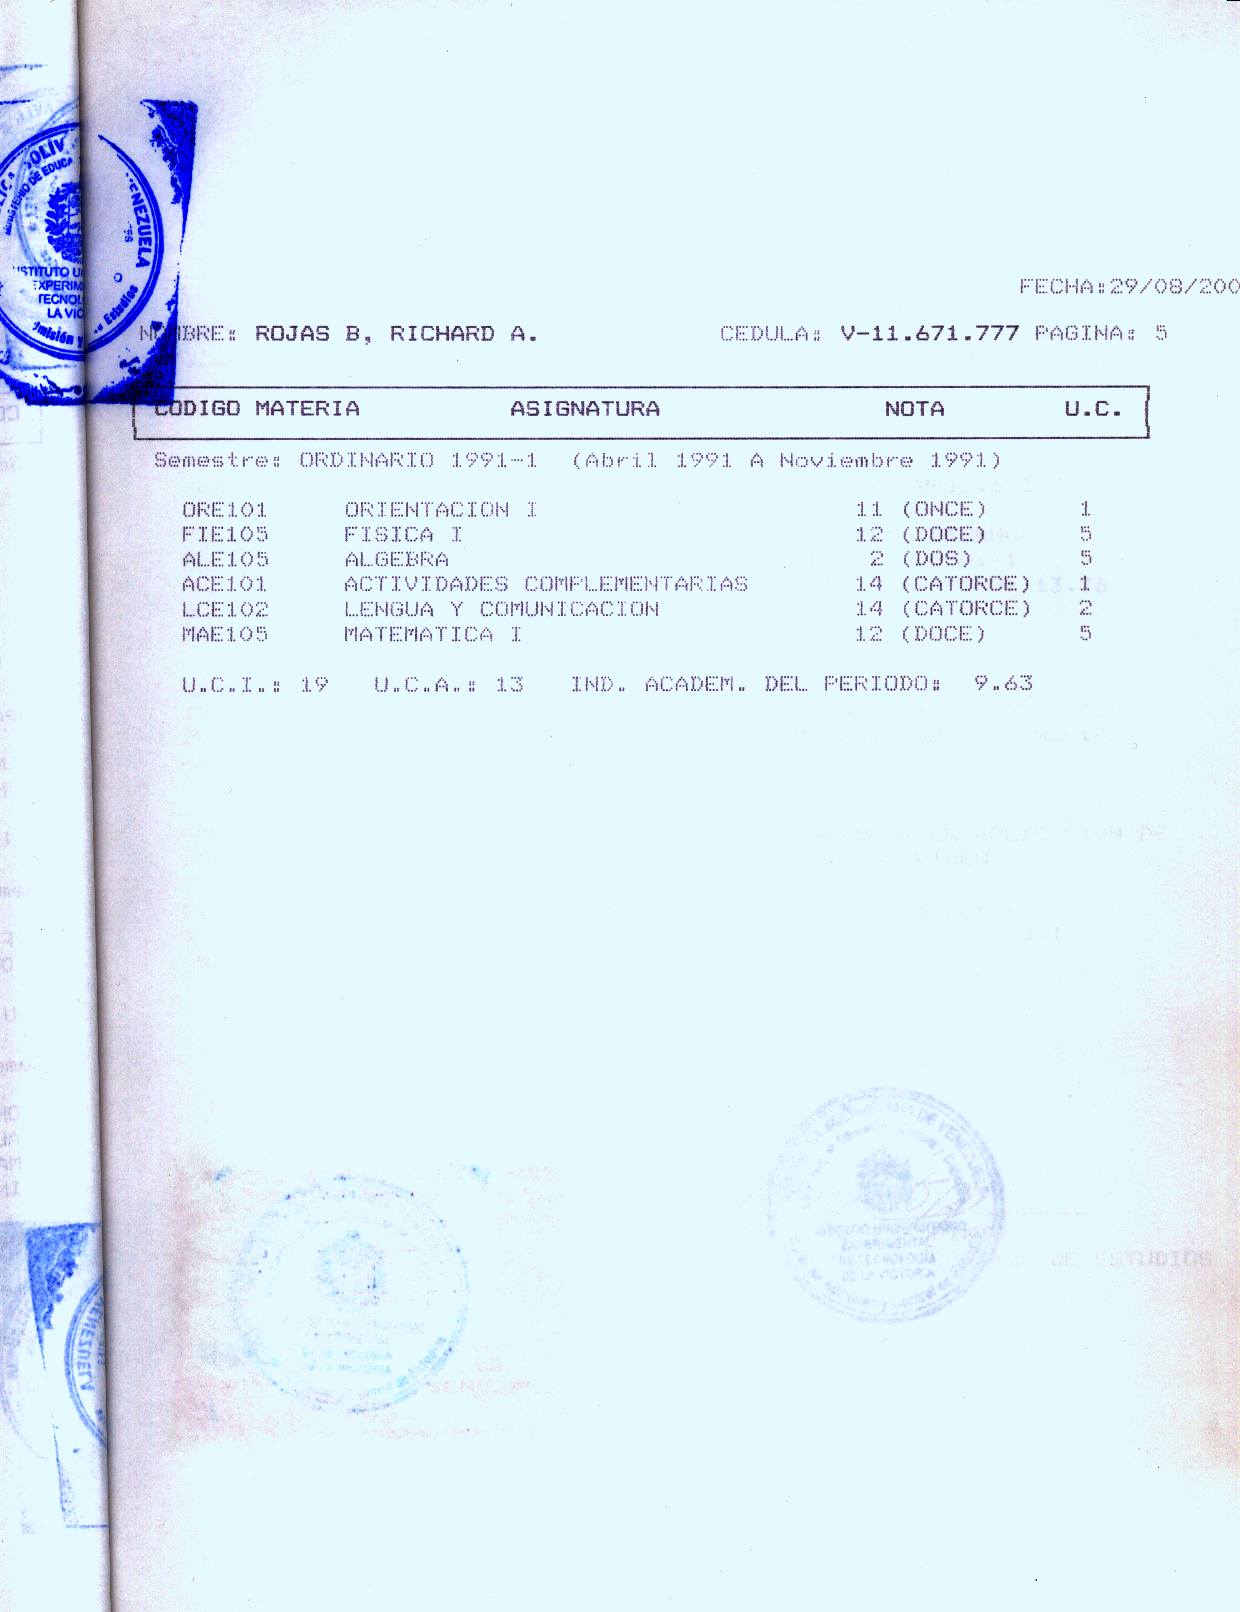 FECHA:29/08/200
NOMBRE: ROJAS B, RICHARD A. CEDULA: V-11.671.777 PAGINA: 5
CODIGO MATERIA ASIGNATURA NOTA U.C.
Semestre: ORDINARIO 1991-1 (Abril 1991 A Noviembre 1991)
ORE101 ORIENTACION I 11 (ONCE) 1
FIE105 FISICA I 12 (DOCE) 5
ALE105 ALGEBRA 2 (DOS) 5
ACE101 ACTIVIDADES COMPLEMENTARIAS 14 (CATORCE) 1
LCE102 LENGUA Y COMUNICACION 14 (CATORCE) 2
MAE105 MATEMATICA I 12 (DOCE) 5
U.C.I.: 19 U.C.A.: 13 IND. ACADEM. DEL PERIODO: 9.63
VENEZUELA
DE ESTUDIOS